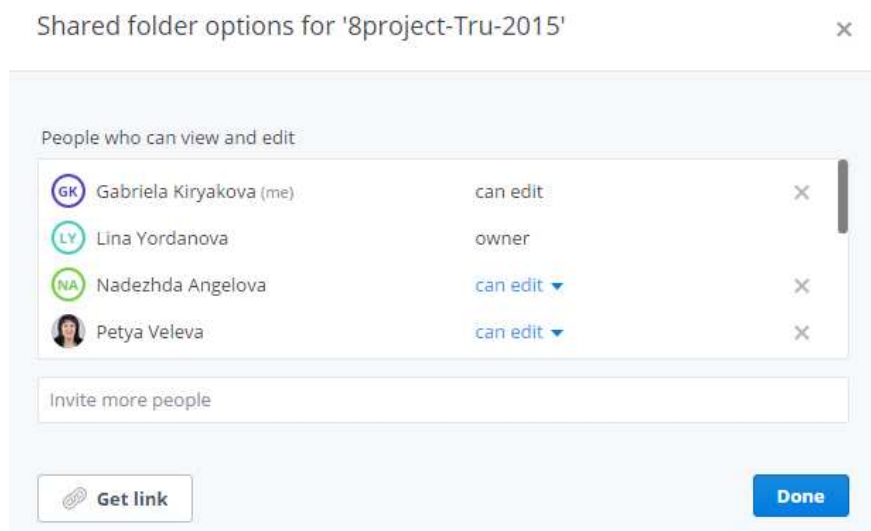 Shared folder options for '8project-Tru-2015'
People who can view and edit
GK Gabriela Kiryakova (me) can edit
LY Lina Yordanova owner
NA Nadezhda Angelova can edit
Petya Veleva can edit
Invite more people
Get link Done